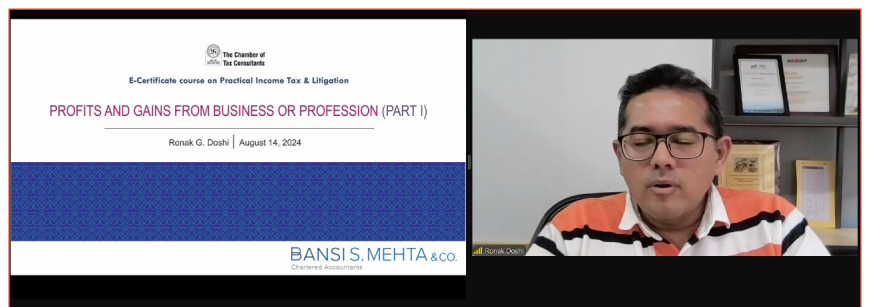 The Chamber of
Tax Consultants
E-Certificate course on Practical Income Tax & Litigation
PROFITS AND GAINS FROM BUSINESS OR PROFESSION (PART I)
Ronak G. Doshi | August 14, 2024
BANSI S. MEHTA & CO.
Chartered Accountants
Ronak Doshi